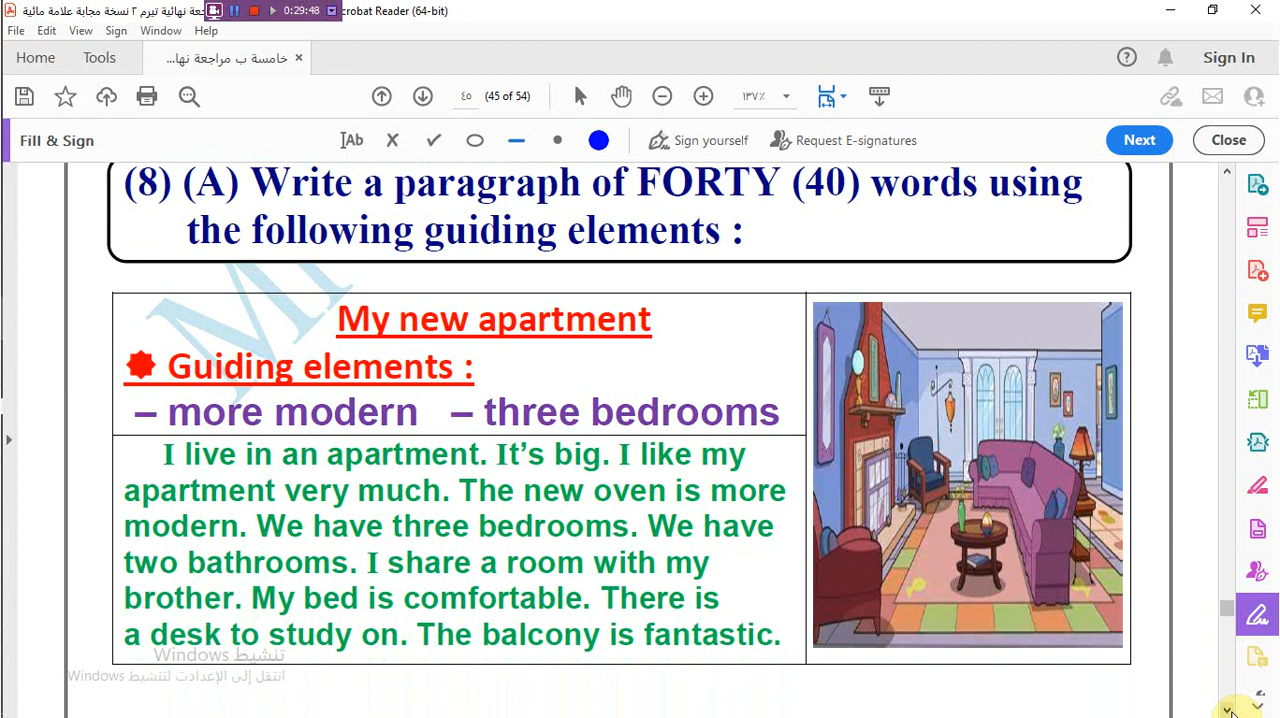 جعة نهائية تيرم ٢ نسخة مجابة علامة مائية
0:29:48
crobat Reader (64-bit)
File Edit View Sign Window Help
Home Tools خامسة ب مراجعة نها... × Sign In
٤٥ (45 of 54) ١٣٧٪
Fill & Sign Ab Sign yourself Request E-signatures Next Close
(8) (A) Write a paragraph of FORTY (40) words using
the following guiding elements :
My new apartment
Guiding elements :
– more modern – three bedrooms
I live in an apartment. It’s big. I like my
apartment very much. The new oven is more
modern. We have three bedrooms. We have
two bathrooms. I share a room with my
brother. My bed is comfortable. There is
a desk to study on. The balcony is fantastic.
تنشيط Windows
انتقل إلى الإعدادت لتنشيط Windows